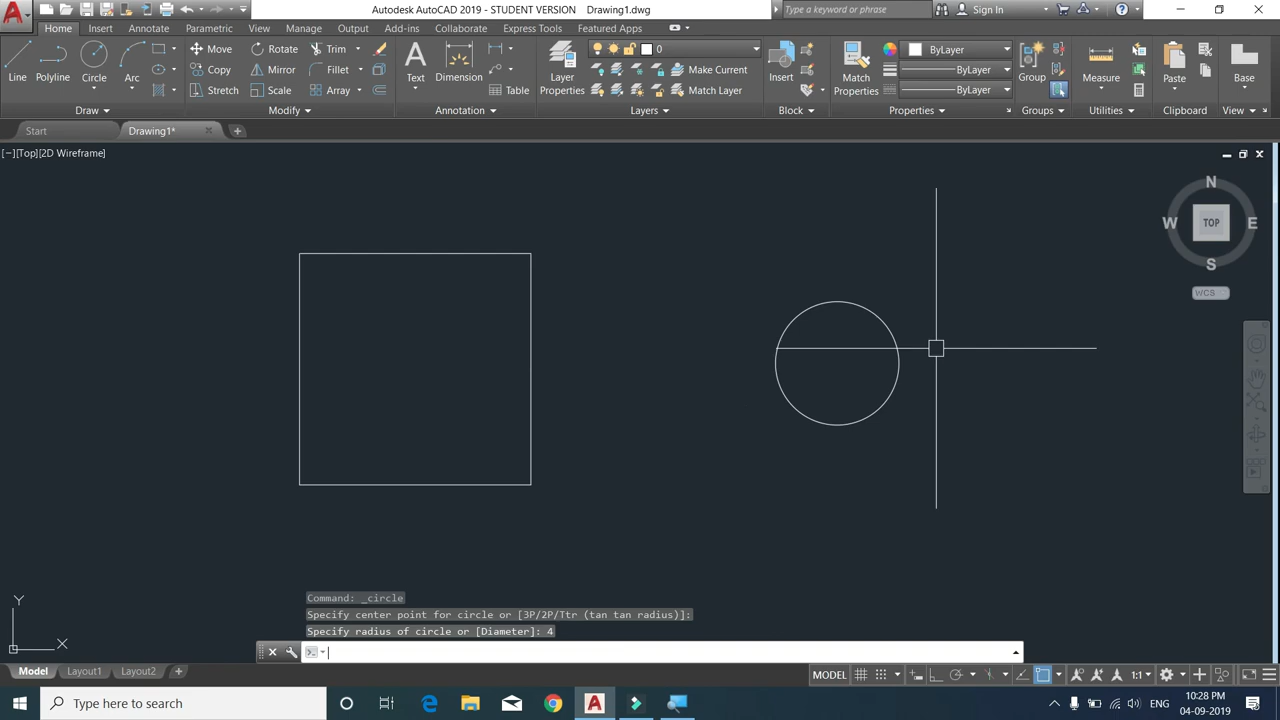 Autodesk AutoCAD 2019 - STUDENT VERSION Drawing1.dwg
Type a keyword or phrase
Sign In
Home Insert Annotate Parametric View Manage Output Add-ins Collaborate Express Tools Featured Apps
Line
Polyline
Circle
Arc
Move
Copy
Stretch
Rotate
Mirror
Scale
Trim
Fillet
Array
Text
Dimension
Table
Layer
Properties
0
Make Current
Match Layer
Insert
Match
Properties
ByLayer
ByLayer
ByLayer
Group
Measure
Paste
Base
Draw Modify Annotation Layers Block Properties Groups Utilities Clipboard View
Start Drawing1*
[−][Top][2D Wireframe]
N
W TOP E
S
WCS
Y
X
Command: _circle
Specify center point for circle or [3P/2P/Ttr (tan tan radius)]:
Specify radius of circle or [Diameter]: 4
Model Layout1 Layout2
MODEL 1:1
Type here to search
ENG
10:28 PM
04-09-2019